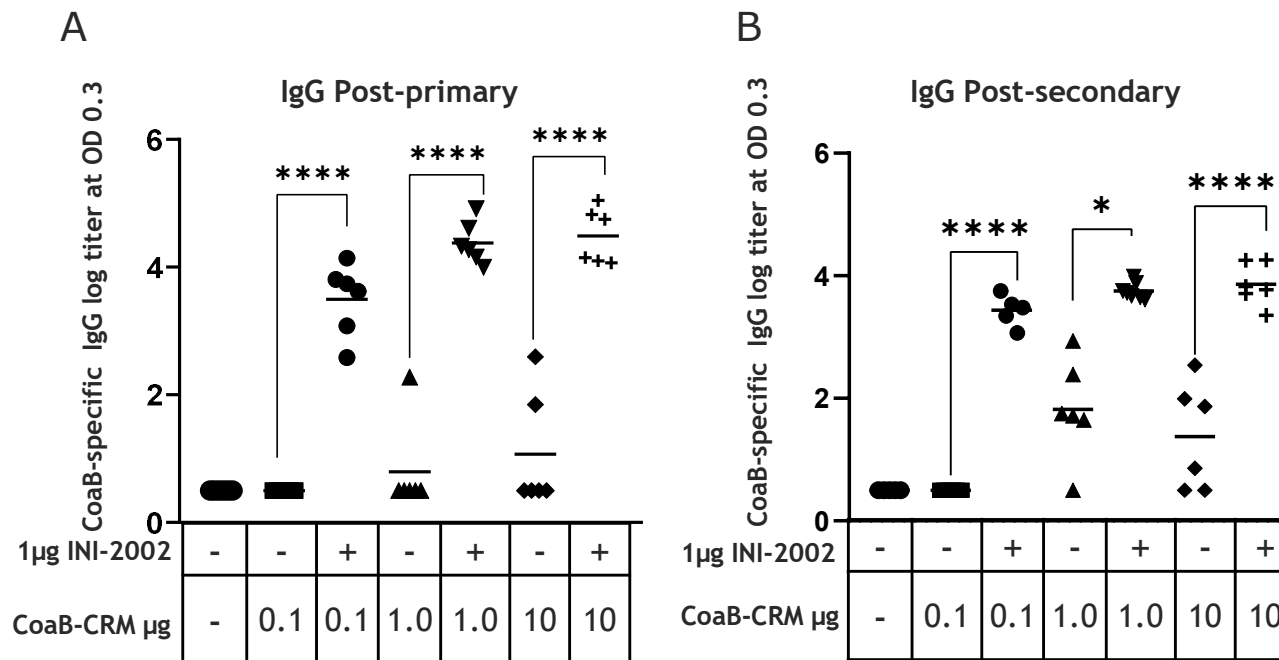 A
IgG Post-primary
CoaB-specific IgG log titer at OD 0.3
6
4
2
0
****
****
****
1µg INI-2002 - - + - + - +
CoaB-CRM µg - 0.1 0.1 1.0 1.0 10 10
B
IgG Post-secondary
CoaB-specific IgG log titer at OD 0.3
6
4
2
0
****
*
****
1µg INI-2002 - - + - + - +
CoaB-CRM µg - 0.1 0.1 1.0 1.0 10 10